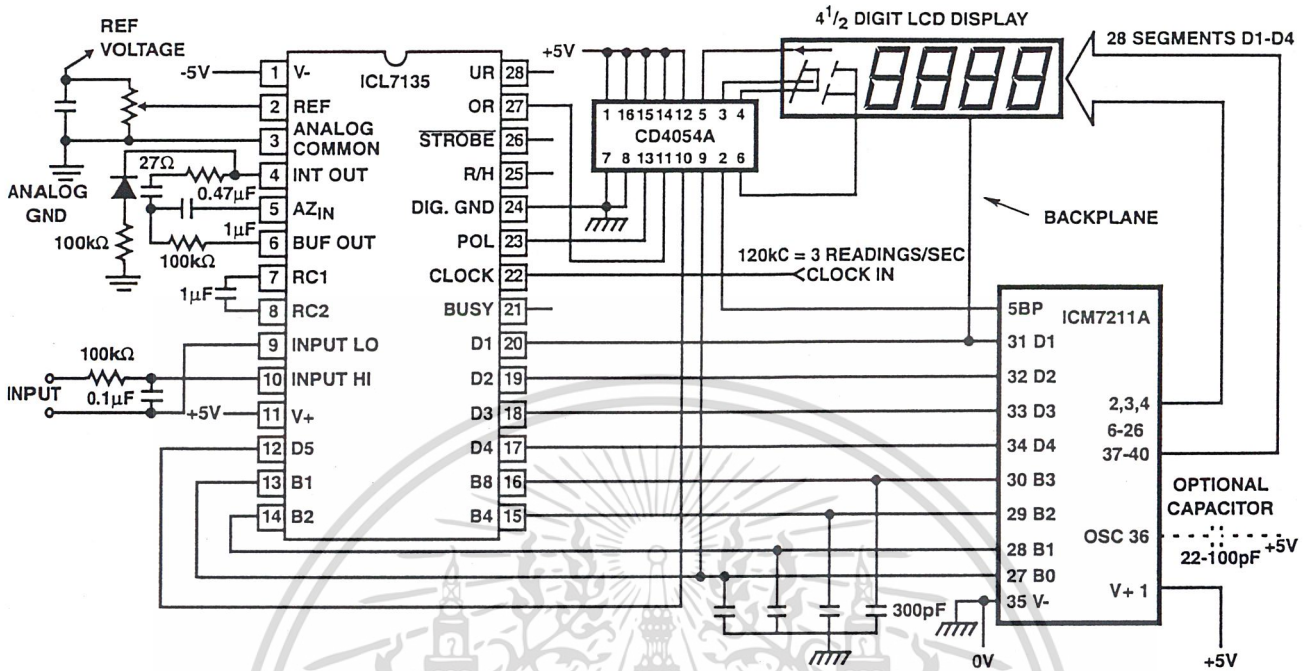 4 1/2 DIGIT LCD DISPLAY
REF
VOLTAGE
28 SEGMENTS D1-D4
+5V
-5V
1 V-
ICL7135
UR 28
2 REF
OR 27
3 ANALOG
COMMON
STROBE 26
4 INT OUT
R/H 25
5 AZIN
DIG. GND 24
6 BUF OUT
POL 23
7 RC1
CLOCK 22
8 RC2
BUSY 21
9 INPUT LO
D1 20
10 INPUT HI
D2 19
11 V+
D3 18
12 D5
D4 17
13 B1
B8 16
14 B2
B4 15
27Ω
0.47µF
ANALOG
GND
100kΩ
1µF
100kΩ
1µF
100kΩ
INPUT
0.1µF
+5V
1 16 15 14 12 5 3 4
CD4054A
7 8 13 11 10 9 2 6
BACKPLANE
120kC = 3 READINGS/SEC
CLOCK IN
5BP
ICM7211A
31 D1
32 D2
33 D3
34 D4
30 B3
29 B2
28 B1
27 B0
35 V-
2,3,4
6-26
37-40
OSC 36
V+ 1
OPTIONAL
CAPACITOR
22-100pF
+5V
300pF
0V
+5V